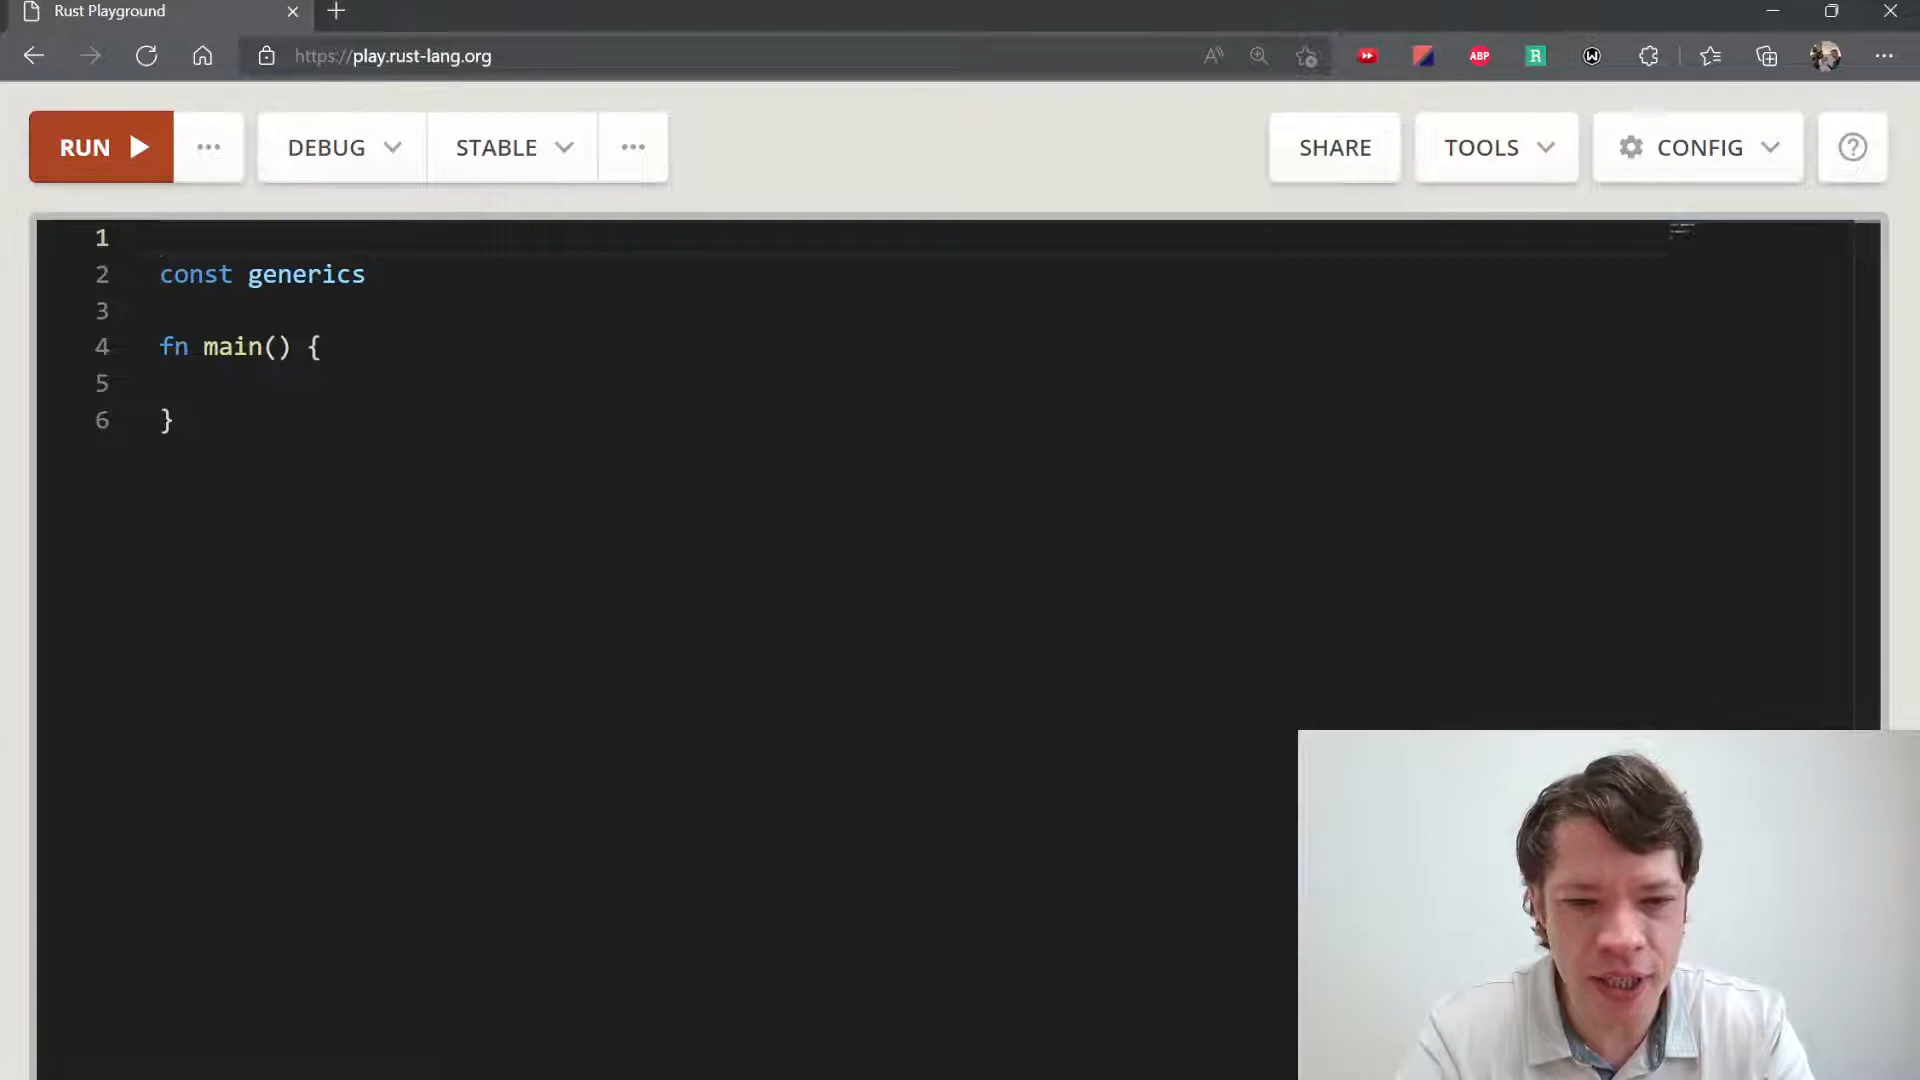 Rust Playground
https://play.rust-lang.org
ABP
R
W
RUN
DEBUG
STABLE
SHARE
TOOLS
CONFIG
1
2 const generics
3
4 fn main() {
5
6 }